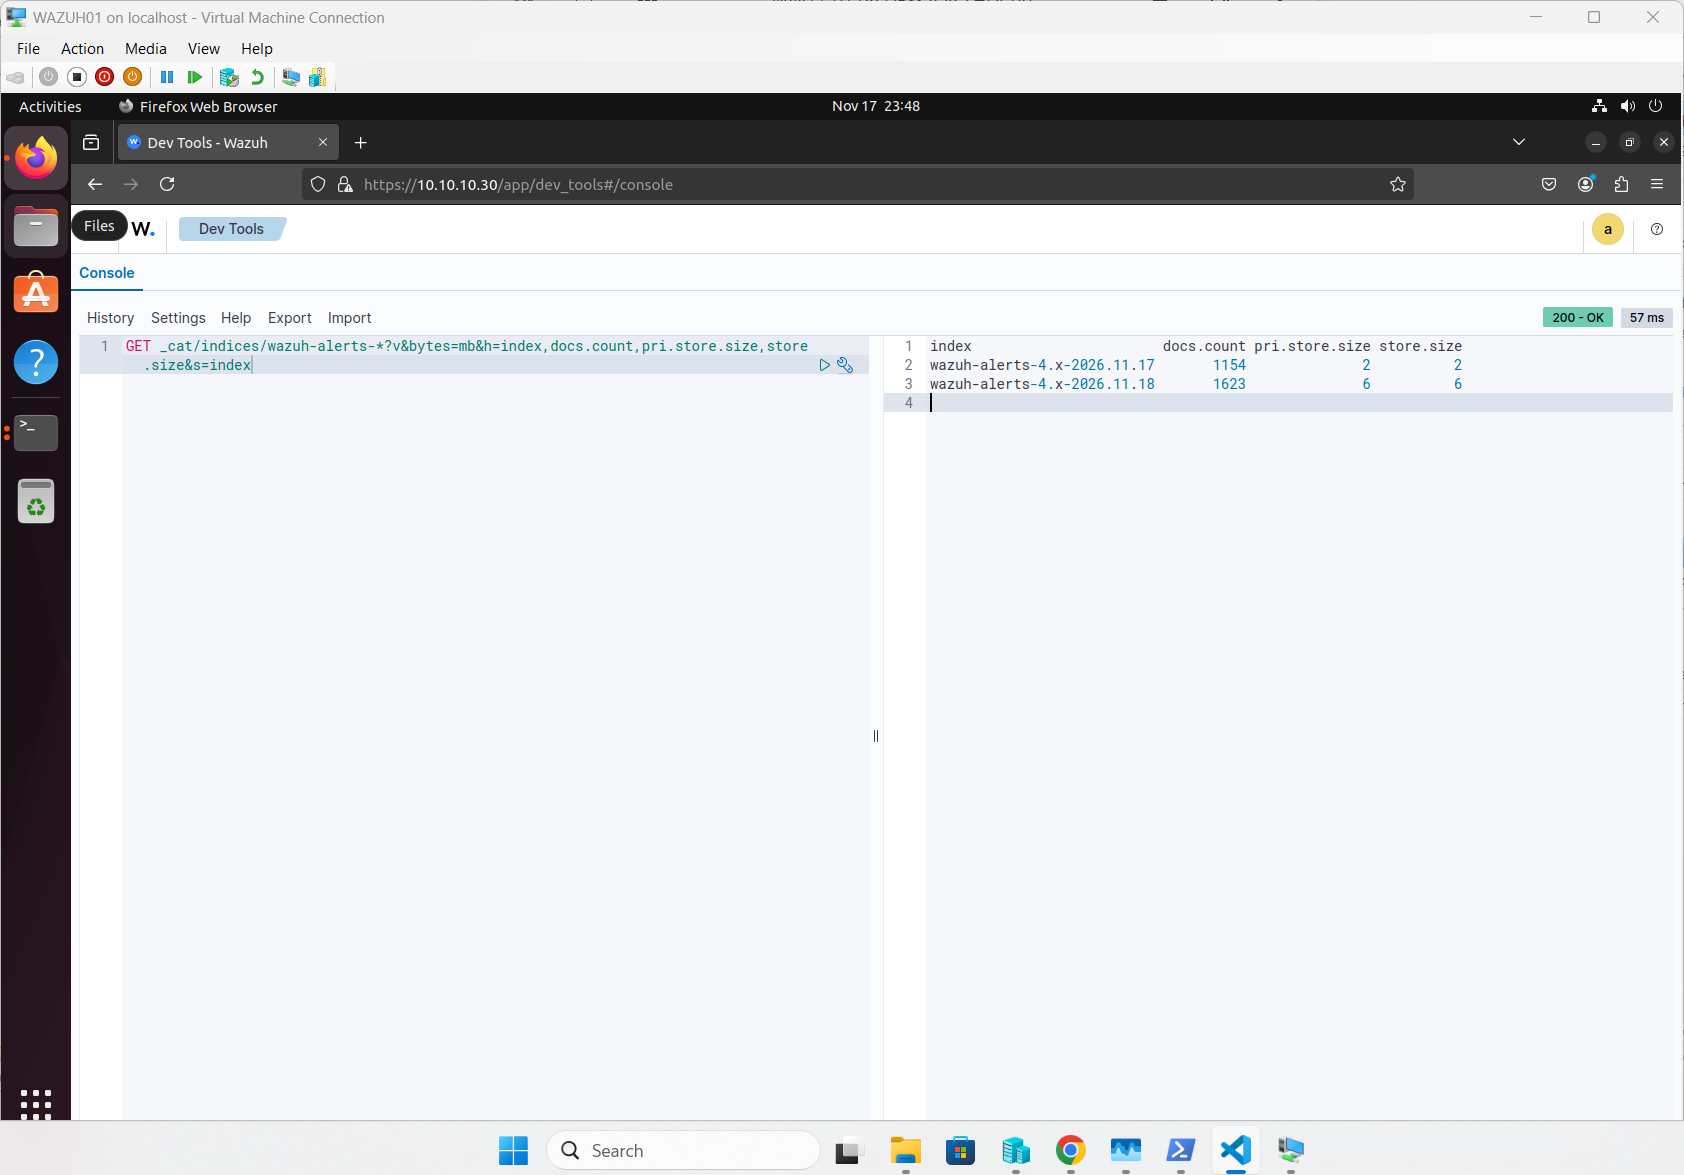 WAZUH01 on localhost - Virtual Machine Connection
File Action Media View Help
Activities Firefox Web Browser Nov 17 23:48
Dev Tools - Wazuh
https://10.10.10.30/app/dev_tools#/console
Files W. Dev Tools a
Console
History Settings Help Export Import 200 - OK 57 ms
1 GET _cat/indices/wazuh-alerts-*?v&bytes=mb&h=index,docs.count,pri.store.size,store
.size&s=index
1 index docs.count pri.store.size store.size
2 wazuh-alerts-4.x-2026.11.17 1154 2 2
3 wazuh-alerts-4.x-2026.11.18 1623 6 6
4
Search